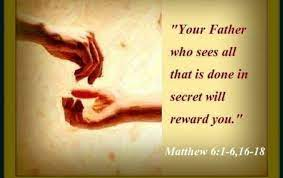 "Your Father
who sees all
that is done in
secret will
reward you."
Matthew 6:1-6,16-18